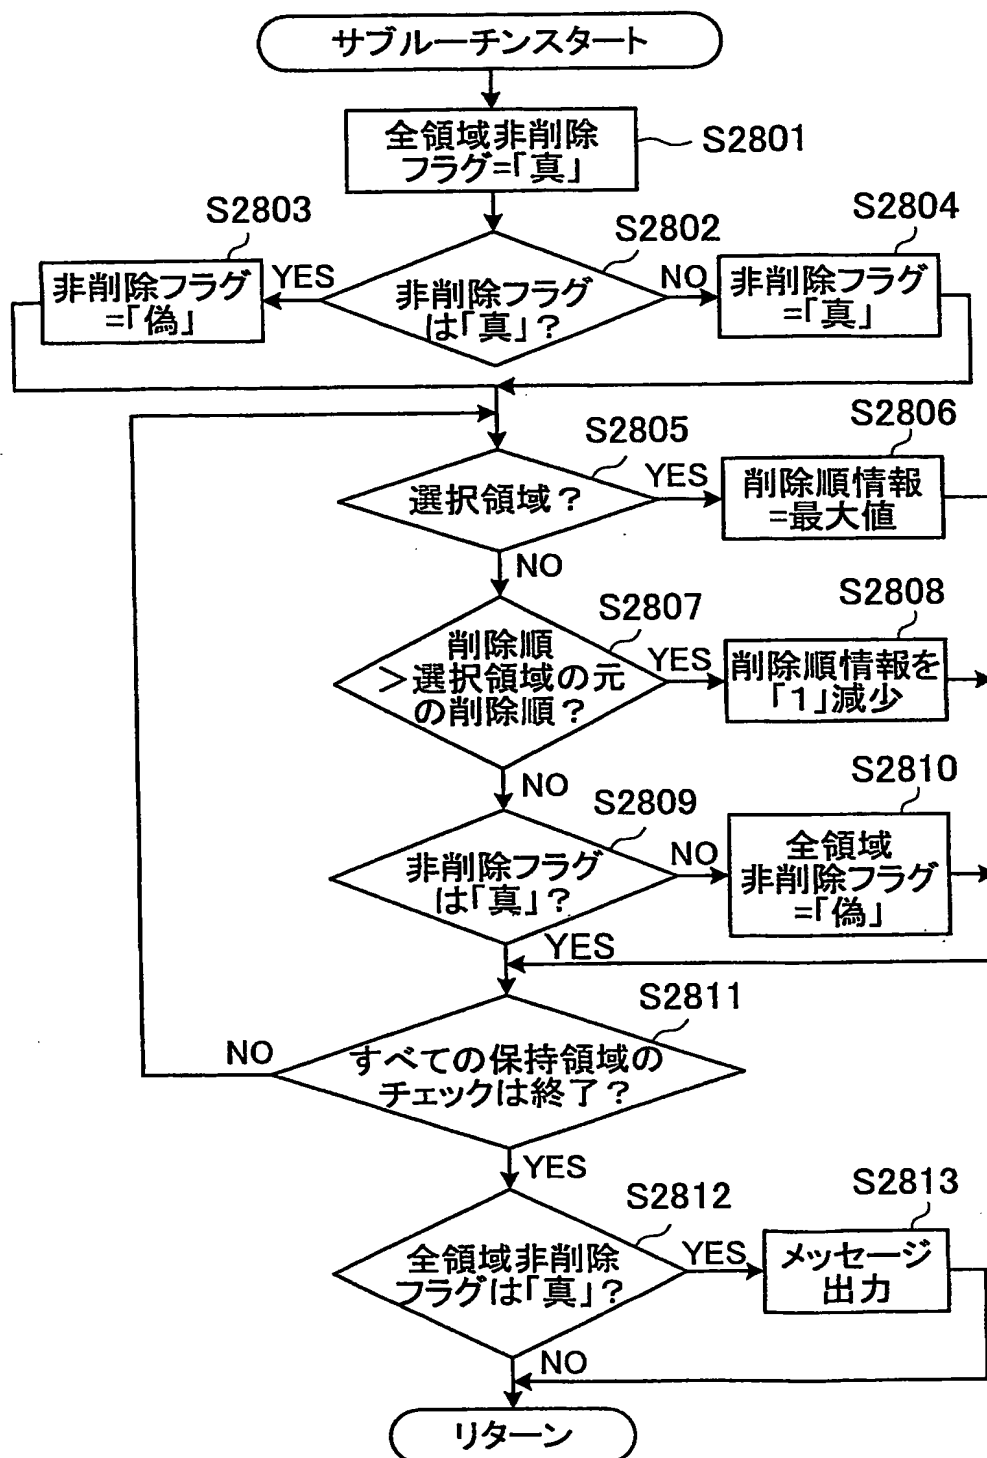 サブルーチンスタート
全領域非削除
フラグ=「真」
S2801
S2803
S2802
S2804
非削除フラグ
=「偽」
YES
非削除フラグ
は「真」？
NO
非削除フラグ
=「真」
S2805
S2806
選択領域？
YES
削除順情報
=最大値
NO
S2807
S2808
削除順
＞選択領域の元
の削除順？
YES
削除順情報を
「1」減少
NO
S2809
S2810
非削除フラグ
は「真」？
NO
全領域
非削除フラグ
=「偽」
YES
S2811
NO
すべての保持領域の
チェックは終了？
YES
S2812
S2813
全領域非削除
フラグは「真」？
YES
メッセージ
出力
NO
リターン